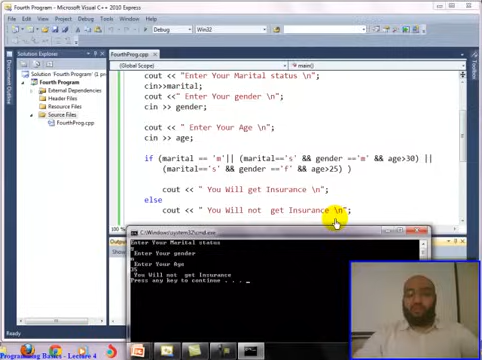 Fourth Program - Microsoft Visual C++ 2010 Express
File Edit View Project Debug Tools Window Help
Debug Win32
Solution Explorer
FourthProg.cpp
(Global Scope) main()
Solution 'Fourth Program' (1 p
Fourth Program
External Dependencies
Header Files
Resource Files
Source Files
FourthProg.cpp
cout << "Enter Your Marital status \n";
cin>>marital;
cout <<" Enter Your gender \n";
cin >> gender;
cout << " Enter Your Age \n";
cin >> age;
if (marital == 'm'|| (marital=='s' && gender =='m' && age>30) ||
(marital=='s' && gender =='f' && age>25) )
cout << " You Will get Insurance \n";
else
cout << " You Will not  get Insurance \n";
Output
C:\Windows\system32\cmd.exe
Enter Your Marital status
Enter Your gender
Enter Your Age
You Will not  get Insurance
Press any key to continue . . .
Ready
Programming Basics - Lecture 4